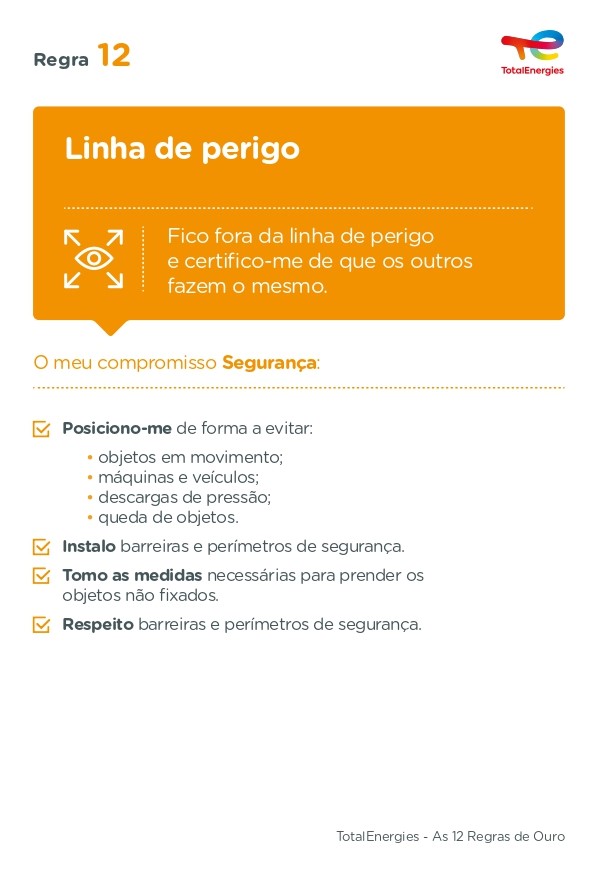 Regra 12
TotalEnergies
Linha de perigo
Fico fora da linha de perigo
e certifico-me de que os outros
fazem o mesmo.
O meu compromisso Segurança:
Posiciono-me de forma a evitar:
• objetos em movimento;
• máquinas e veículos;
• descargas de pressão;
• queda de objetos.
Instalo barreiras e perímetros de segurança.
Tomo as medidas necessárias para prender os
objetos não fixados.
Respeito barreiras e perímetros de segurança.
TotalEnergies - As 12 Regras de Ouro